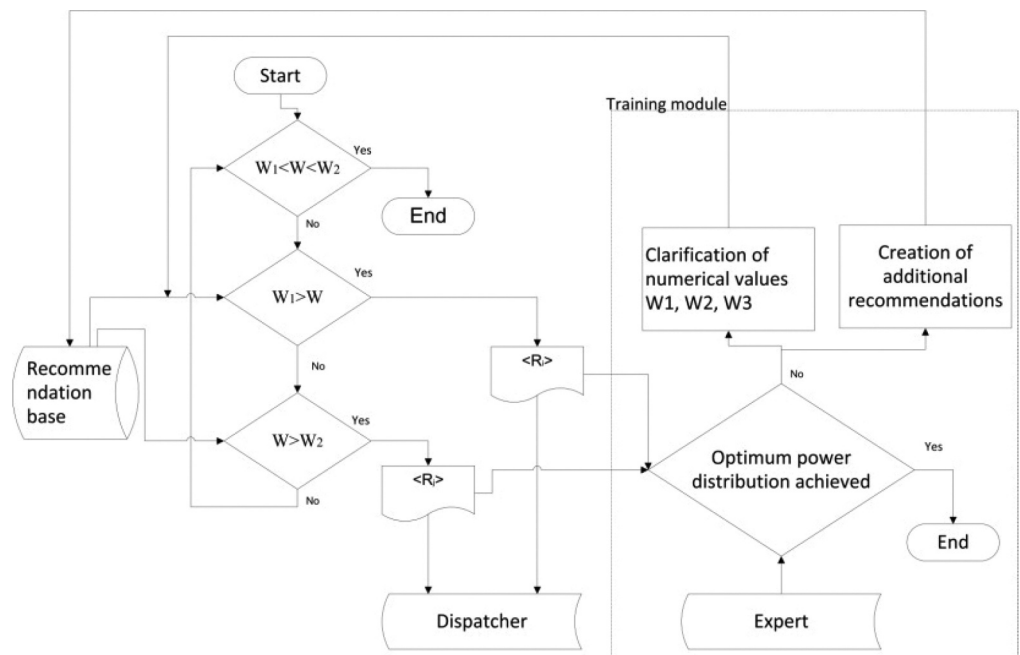 Start
Training module
W₁<W<W₂
Yes
End
No
Clarification of
numerical values
W1, W2, W3
Creation of
additional
recommendations
W₁>W
Yes
Recomme
ndation
base
No
<Rᵢ>
No
W>W₂
Yes
No
<Rⱼ>
Optimum power
distribution achieved
Yes
End
Dispatcher
Expert